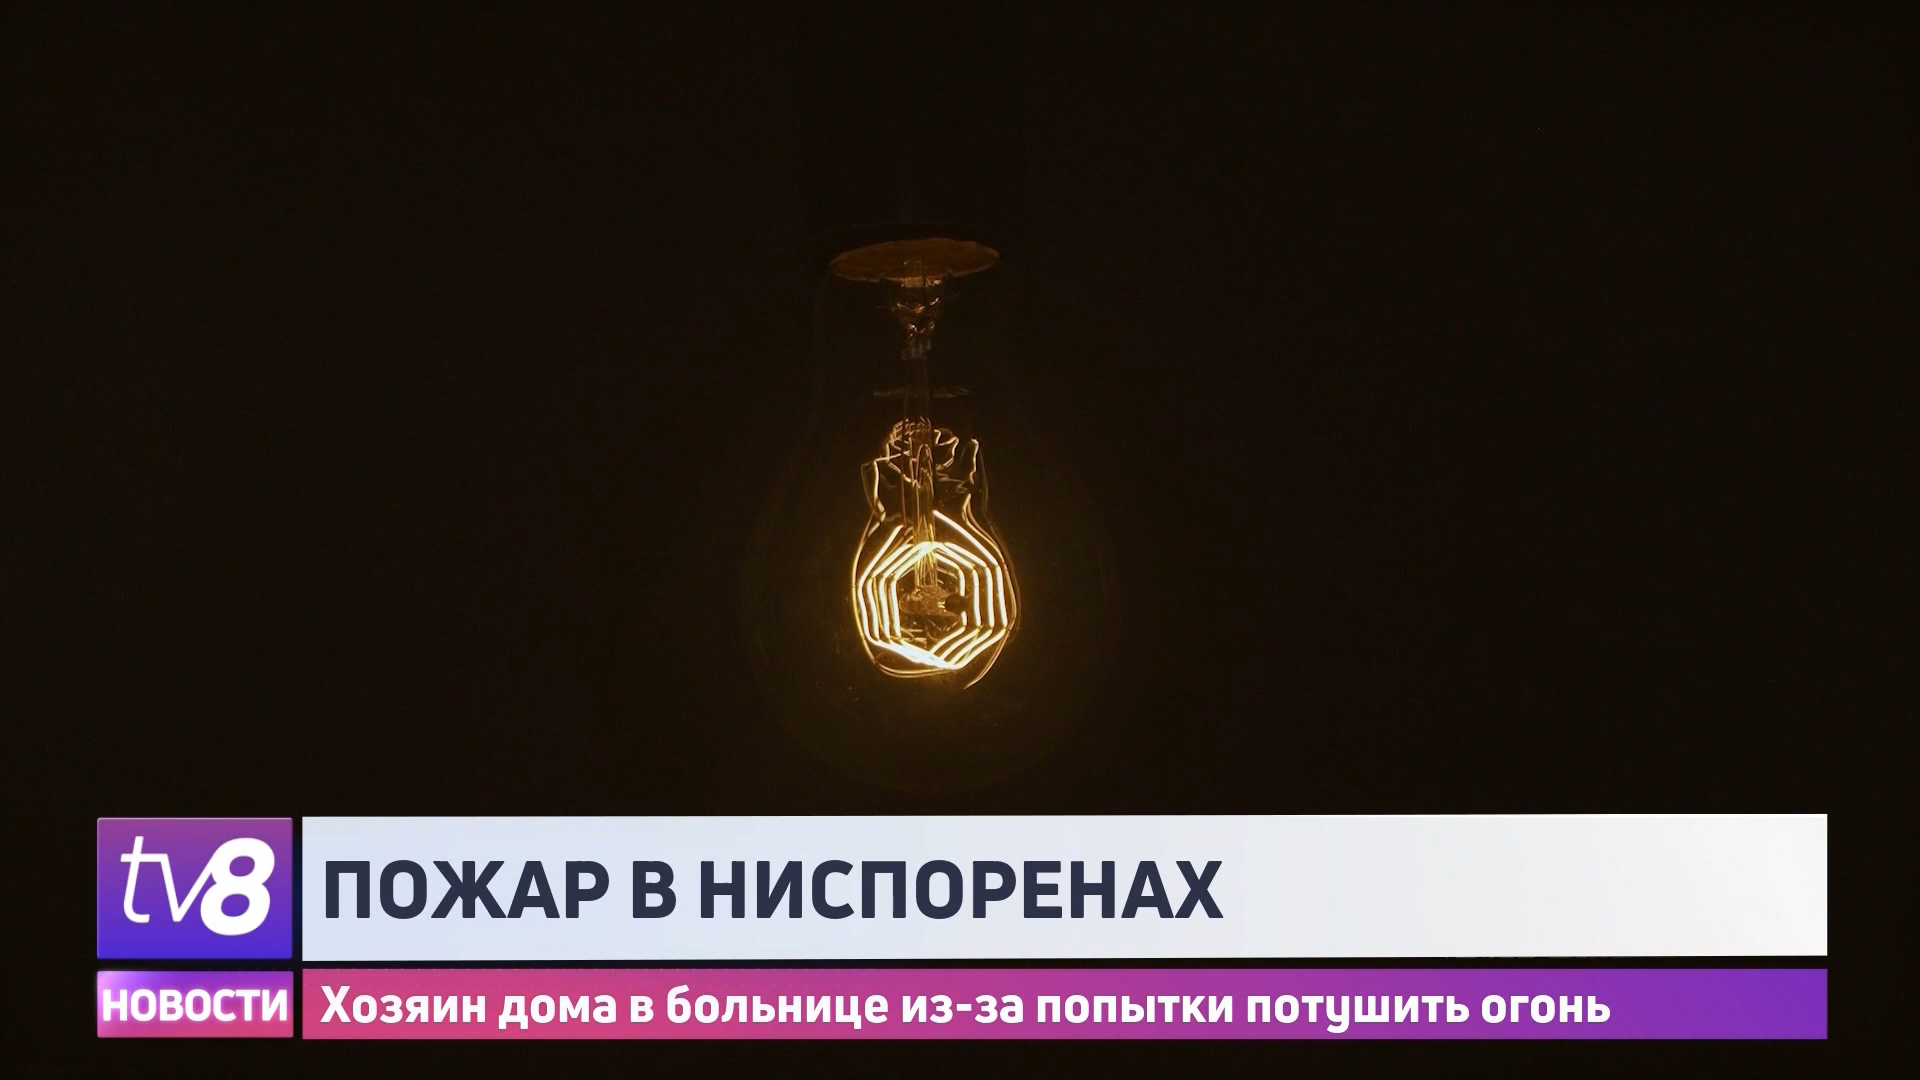 tv8
ПОЖАР В НИСПОРЕНАХ
НОВОСТИ
Хозяин дома в больнице из-за попытки потушить огонь